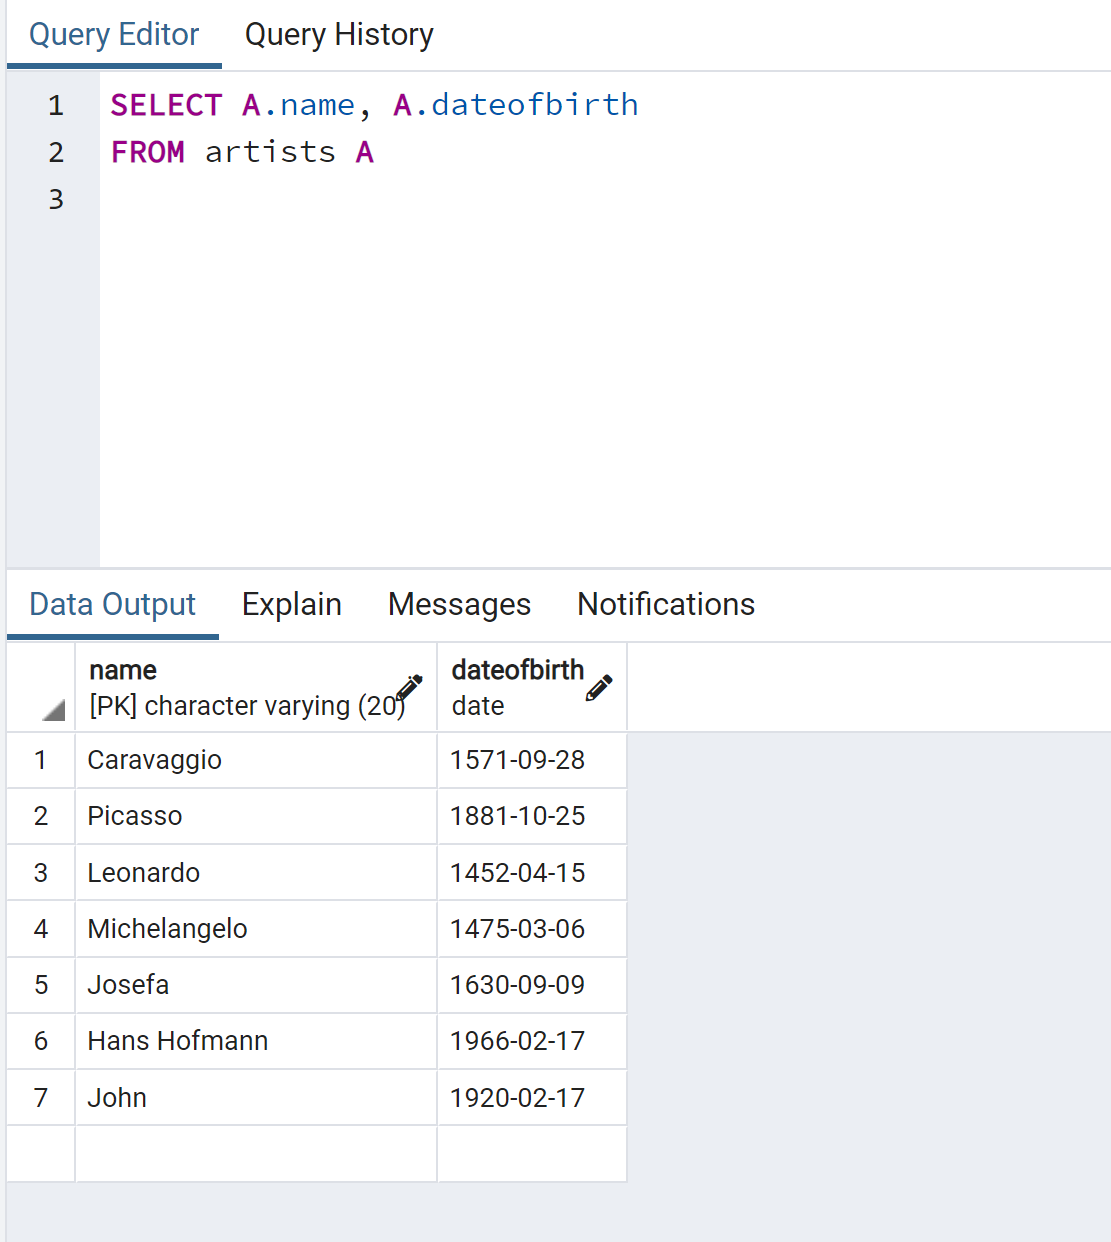 Query Editor Query History
1 SELECT A.name, A.dateofbirth
2 FROM artists A
3
Data Output Explain Messages Notifications
name dateofbirth
[PK] character varying (20) date
1 Caravaggio 1571-09-28
2 Picasso 1881-10-25
3 Leonardo 1452-04-15
4 Michelangelo 1475-03-06
5 Josefa 1630-09-09
6 Hans Hofmann 1966-02-17
7 John 1920-02-17